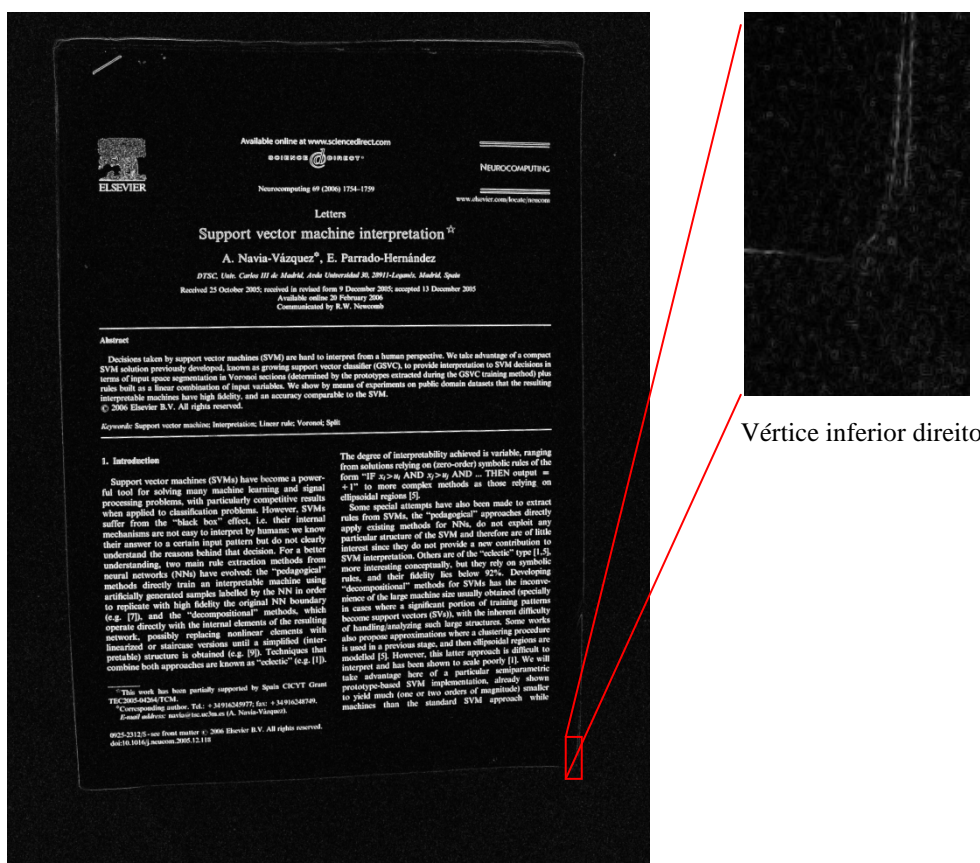 Available online at www.sciencedirect.com
SCIENCE @ DIRECT®
ELSEVIER
NEUROCOMPUTING
Neurocomputing 69 (2006) 1754–1759
www.elsevier.com/locate/neucom
Letters
Support vector machine interpretation☆
A. Navia-Vázquez*, E. Parrado-Hernández
DTSC, Univ. Carlos III de Madrid, Avda Universidad 30, 28911-Leganés, Madrid, Spain
Received 25 October 2005; received in revised form 9 December 2005; accepted 13 December 2005
Available online 20 February 2006
Communicated by R.W. Newcomb
Abstract
Decisions taken by support vector machines (SVM) are hard to interpret from a human perspective. We take advantage of a compact
SVM solution previously developed, known as growing support vector classifier (GSVC), to provide interpretation to SVM decisions in
terms of input space segmentation in Voronoi sections (determined by the prototypes extracted during the GSVC training method) plus
rules built as a linear combination of input variables. We show by means of experiments on public domain datasets that the resulting
interpretable machines have high fidelity, and an accuracy comparable to the SVM.
© 2006 Elsevier B.V. All rights reserved.
Keywords: Support vector machine; Interpretation; Linear rule; Voronoi; Split
1. Introduction
Support vector machines (SVMs) have become a power-
ful tool for solving many machine learning and signal
processing problems, with particularly competitive results
when applied to classification problems. However, SVMs
suffer from the “black box” effect, i.e. their internal
mechanisms are not easy to interpret by humans: we know
their answer to a certain input pattern but do not clearly
understand the reasons behind that decision. For a better
understanding, two main rule extraction methods from
neural networks (NNs) have evolved: the “pedagogical”
methods directly train an interpretable machine using
artificially generated samples labelled by the NN in order
to replicate with high fidelity the original NN boundary
(e.g. [7]), and the “decompositional” methods, which
operate directly with the internal elements of the resulting
network, possibly replacing nonlinear elements with
linearized or staircase versions until a simplified (inter-
pretable) structure is obtained (e.g. [9]). Techniques that
combine both approaches are known as “eclectic” (e.g. [1]).
☆This work has been partially supported by Spain CICYT Grant
TEC2005-04264/TCM.
*Corresponding author. Tel.: +34916245977; fax: +34916248749.
E-mail address: navia@tsc.uc3m.es (A. Navia-Vázquez).
0925-2312/$ - see front matter © 2006 Elsevier B.V. All rights reserved.
doi:10.1016/j.neucom.2005.12.118
The degree of interpretability achieved is variable, ranging
from solutions relying on (zero-order) symbolic rules of the
form “IF xi>ui AND xj>uj AND ... THEN output =
+1” to more complex methods as those relying on
ellipsoidal regions [5].
Some special attempts have also been made to extract
rules from SVMs, the “pedagogical” approaches directly
apply existing methods for NNs, do not exploit any
particular structure of the SVM and therefore are of little
interest since they do not provide a new contribution to
SVM interpretation. Others are of the “eclectic” type [1,5],
more interesting conceptually, but they rely on symbolic
rules, and their fidelity lies below 92%. Developing
“decompositional” methods for SVMs has the inconve-
nience of the large machine size usually obtained (specially
in cases where a significant portion of training patterns
become support vectors (SVs)), with the inherent difficulty
of handling/analyzing such large structures. Some works
also propose approximations where a clustering procedure
is used in a previous stage, and then ellipsoidal regions are
modelled [5]. However, this latter approach is difficult to
interpret and has been shown to scale poorly [1]. We will
take advantage here of a particular semiparametric
prototype-based SVM implementation, already shown
to yield much (one or two orders of magnitude) smaller
machines than the standard SVM approach while
Vértice inferior direito